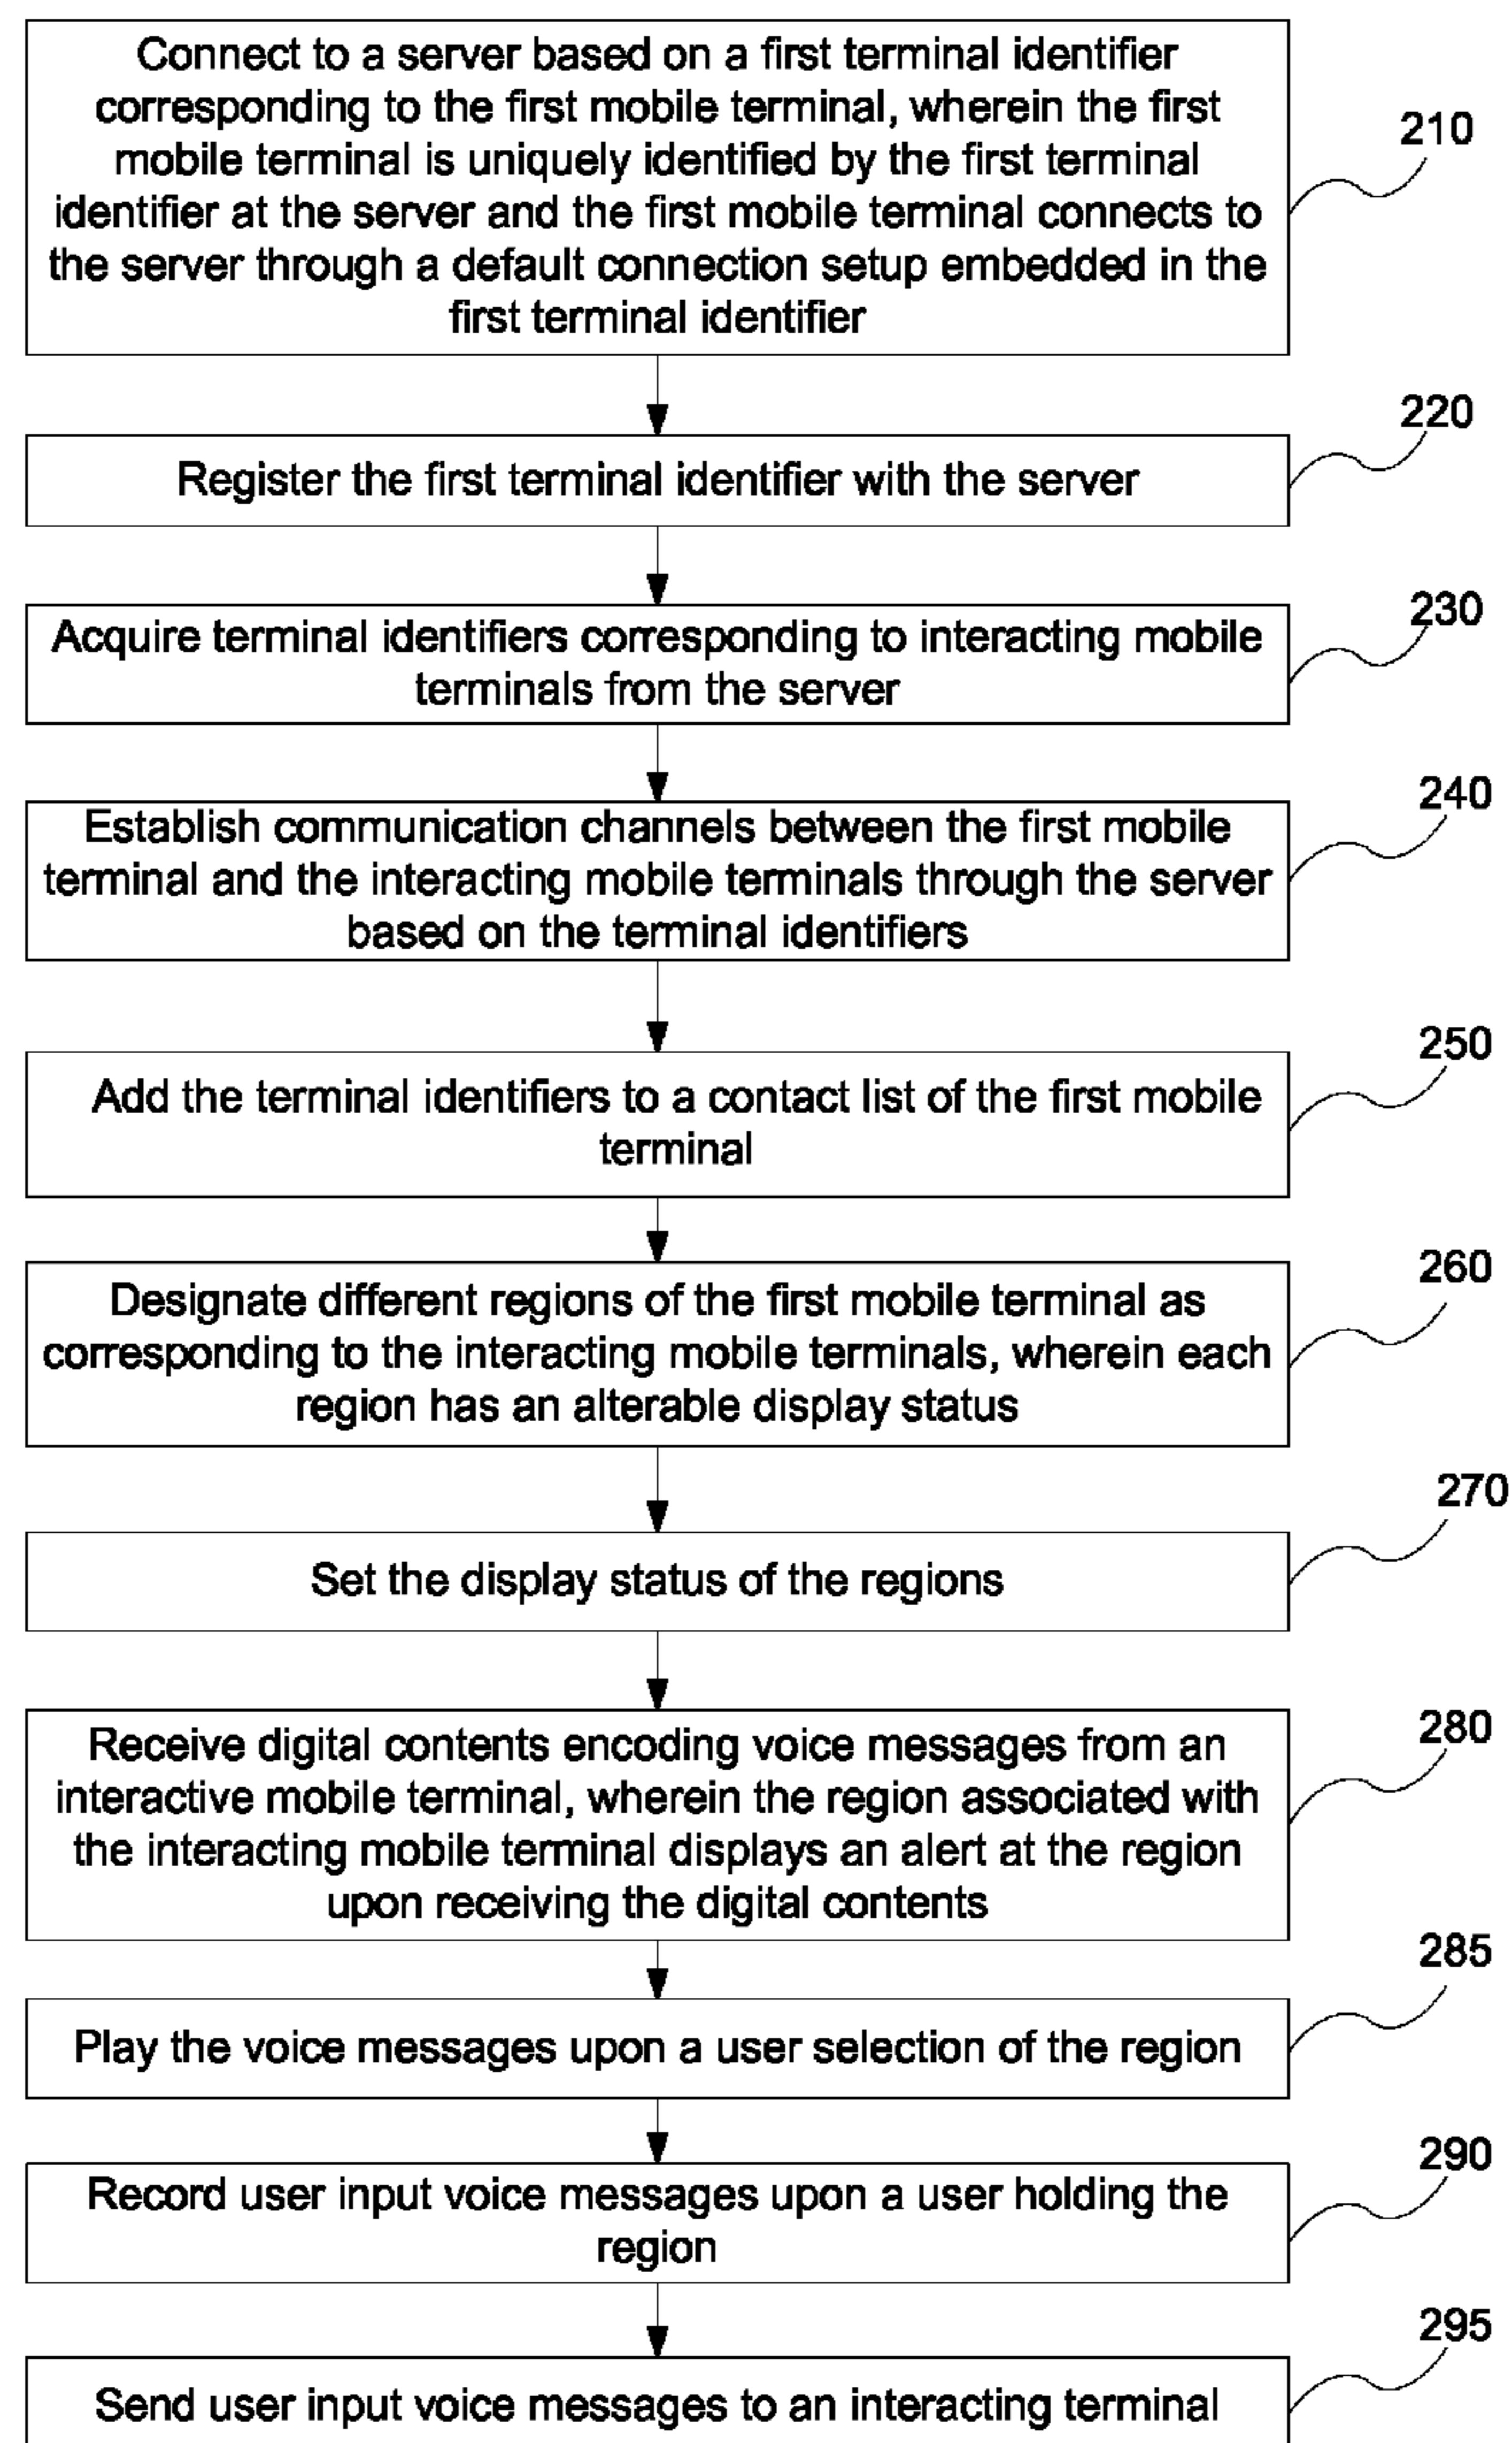 Connect to a server based on a first terminal identifier
corresponding to the first mobile terminal, wherein the first
mobile terminal is uniquely identified by the first terminal
identifier at the server and the first mobile terminal connects to
the server through a default connection setup embedded in the
first terminal identifier
210
Register the first terminal identifier with the server
220
Acquire terminal identifiers corresponding to interacting mobile
terminals from the server
230
Establish communication channels between the first mobile
terminal and the interacting mobile terminals through the server
based on the terminal identifiers
240
Add the terminal identifiers to a contact list of the first mobile
terminal
250
Designate different regions of the first mobile terminal as
corresponding to the interacting mobile terminals, wherein each
region has an alterable display status
260
Set the display status of the regions
270
Receive digital contents encoding voice messages from an
interactive mobile terminal, wherein the region associated with
the interacting mobile terminal displays an alert at the region
upon receiving the digital contents
280
Play the voice messages upon a user selection of the region
285
Record user input voice messages upon a user holding the
region
290
Send user input voice messages to an interacting terminal
295